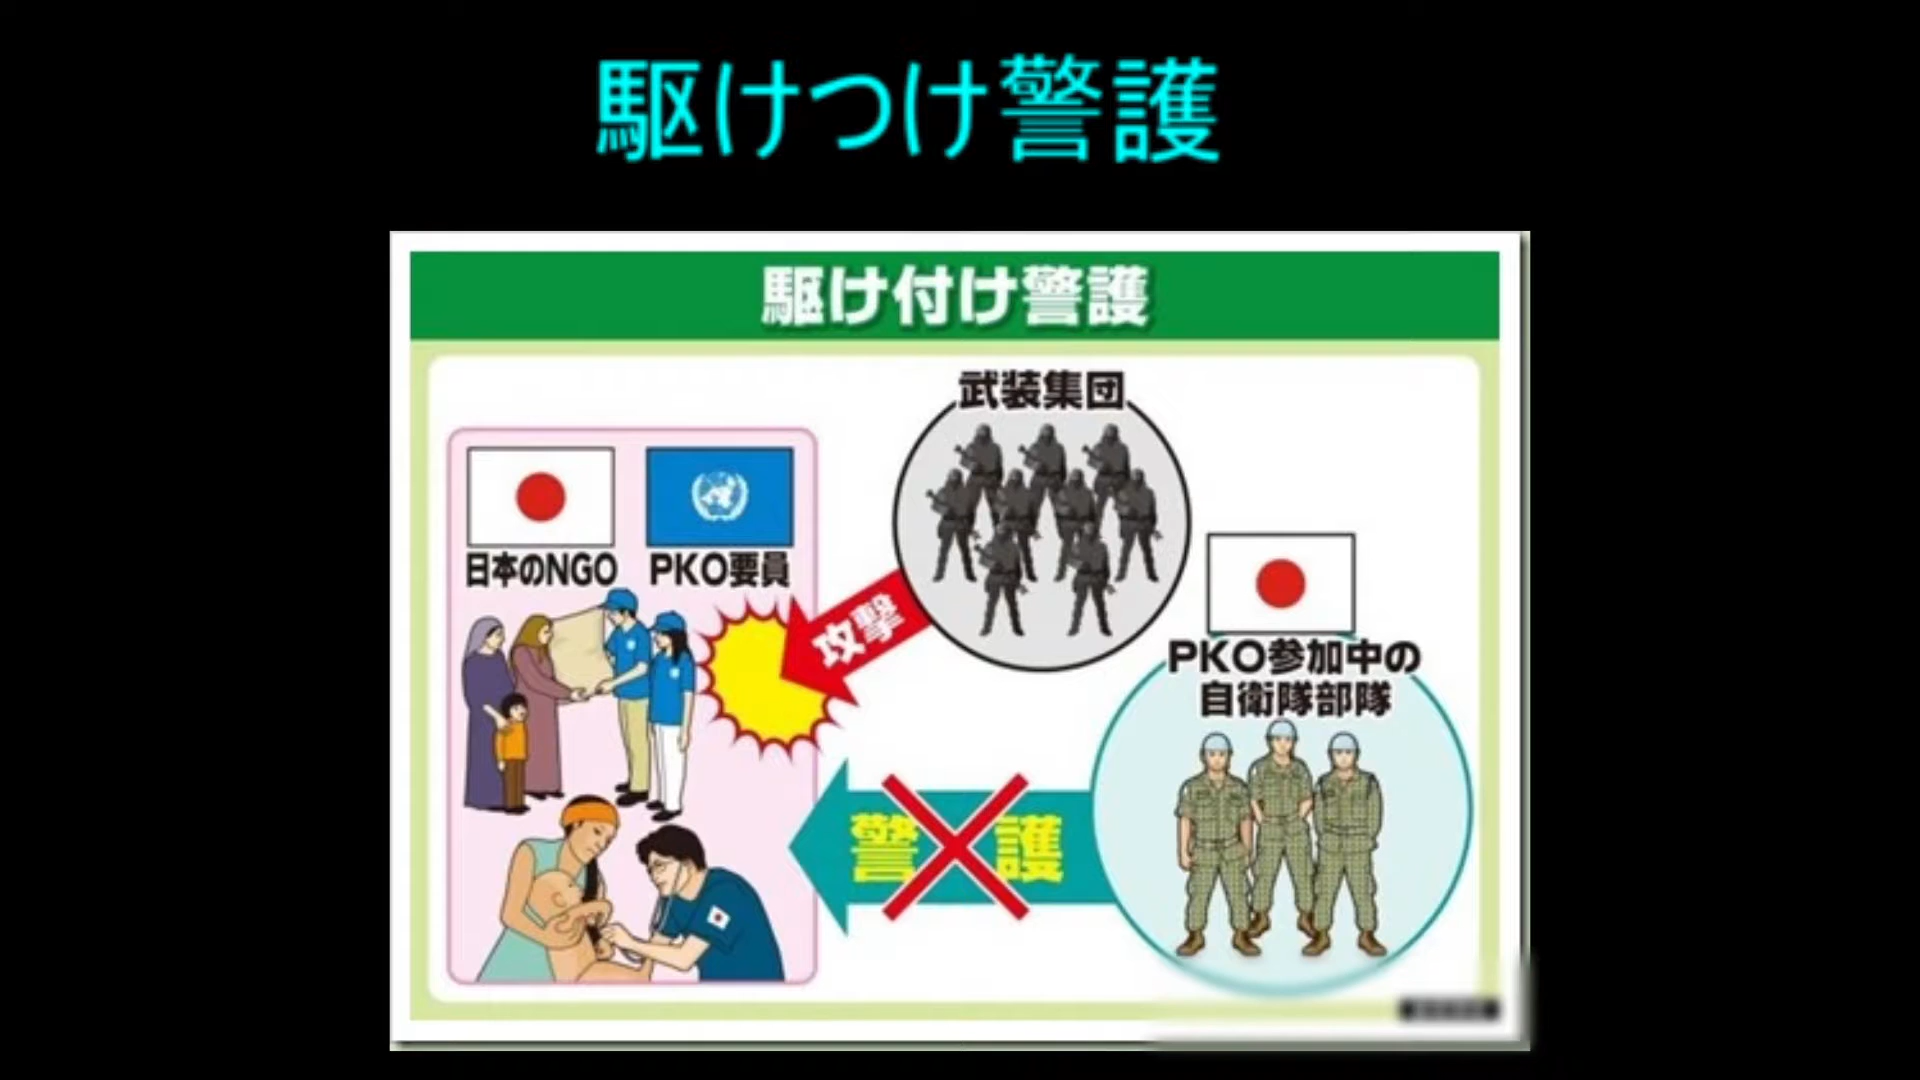 駆けつけ警護
駆け付け警護
武装集団
日本のNGO
PKO要員
攻撃
PKO参加中の
自衛隊部隊
警護